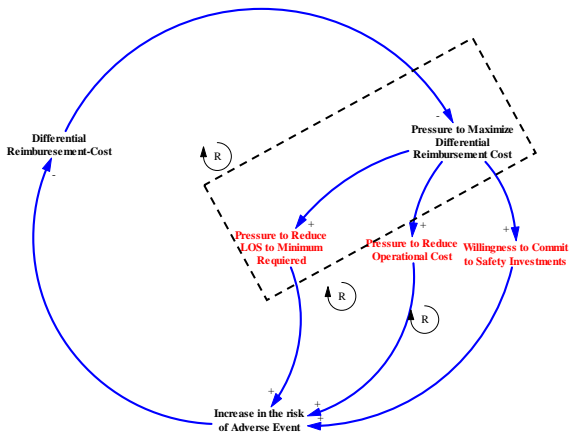 Differential
Reimburesement-Cost
-
Pressure to Maximize
Differential
Reimbursement Cost
-
R
+
Pressure to Reduce
LOS to Minimum
Requiered
+
Pressure to Reduce
Operational Cost
+
Willingness to Commit
to Safety Investments
R
R
+
+
+
Increase in the risk
of Adverse Event